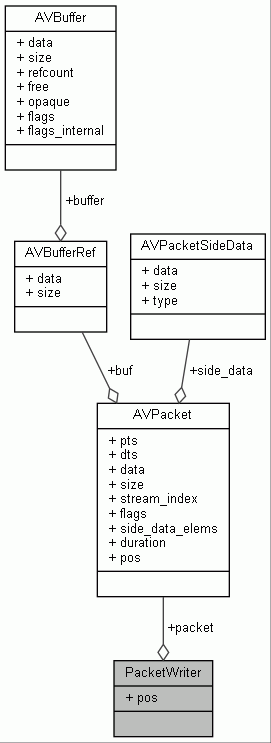 AVBuffer
+ data
+ size
+ refcount
+ free
+ opaque
+ flags
+ flags_internal
+buffer
AVBufferRef
+ data
+ size
AVPacketSideData
+ data
+ size
+ type
+buf
+side_data
AVPacket
+ pts
+ dts
+ data
+ size
+ stream_index
+ flags
+ side_data_elems
+ duration
+ pos
+packet
PacketWriter
+ pos